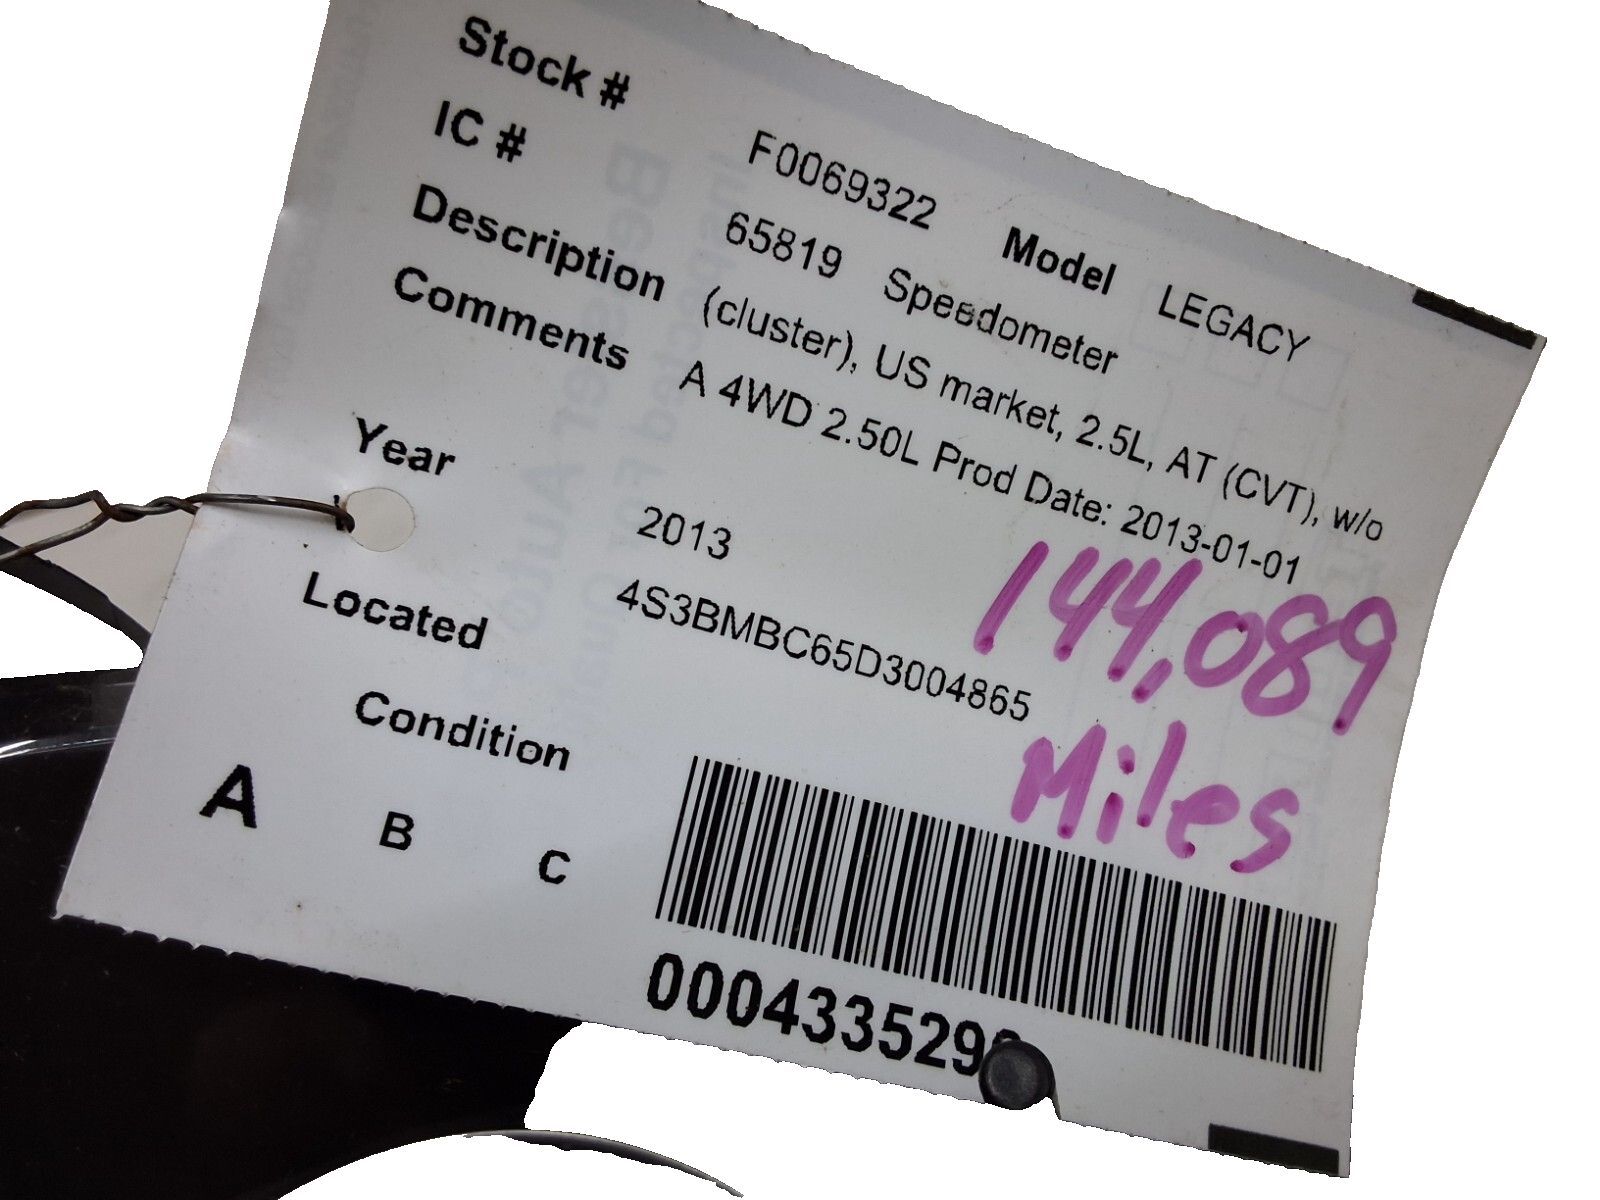 Stock # F0069322 Model LEGACY
IC # 65819 Speedometer
Description (cluster), US market, 2.5L, AT (CVT), w/o
Comments A 4WD 2.50L Prod Date: 2013-01-01
144,089
Miles
Year 2013
Located 4S3BMBC65D3004865
Condition
A B C